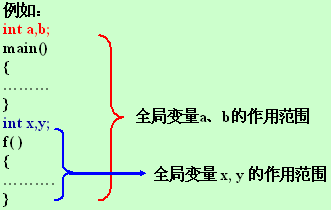 例如：
int a,b;
main()
{
………
}
全局变量a、b的作用范围
int x,y;
f( )
{
…………
}
全局变量 x, y 的作用范围